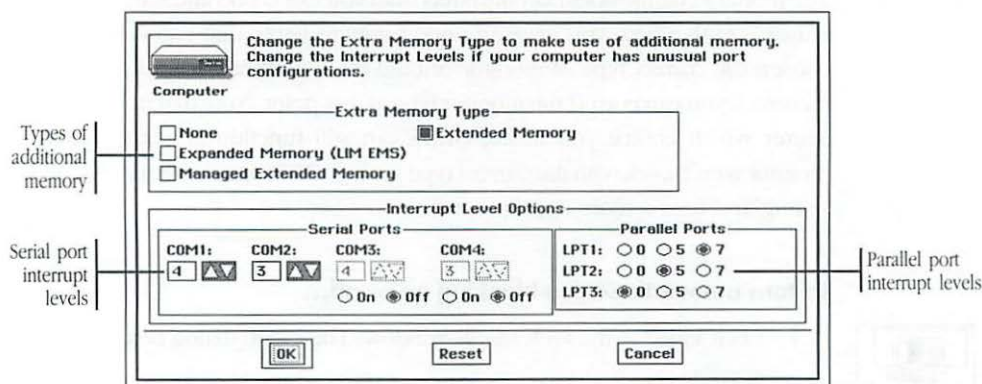 Change the Extra Memory Type to make use of additional memory.
Change the Interrupt Levels if your computer has unusual port
configurations.
Computer
Extra Memory Type
None
Extended Memory
Expanded Memory (LIM EMS)
Managed Extended Memory
Types of
additional
memory
Interrupt Level Options
Serial Ports
COM1: COM2: COM3: COM4:
4 3 4 3
On Off On Off
Parallel Ports
LPT1: 0 5 7
LPT2: 0 5 7
LPT3: 0 5 7
Serial port
interrupt
levels
Parallel port
interrupt levels
OK Reset Cancel